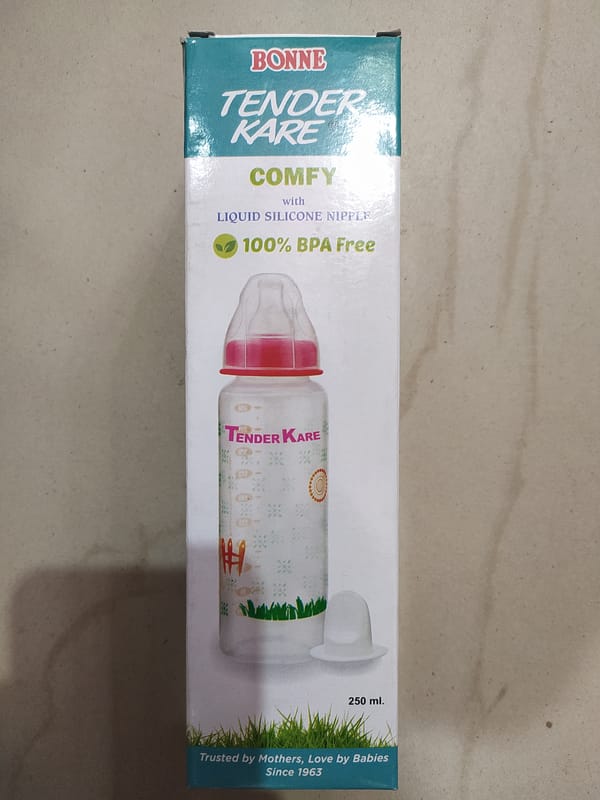 BONNE
TENDER
KARE
COMFY
with
LIQUID SILICONE NIPPLE
100% BPA Free
TENDER KARE
250 ml.
Trusted by Mothers, Love by Babies
Since 1963